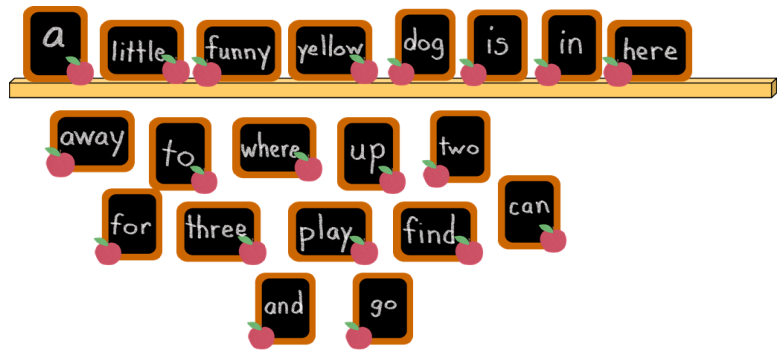 a little funny yellow dog is in here
away to where up two
for three play find can
and go